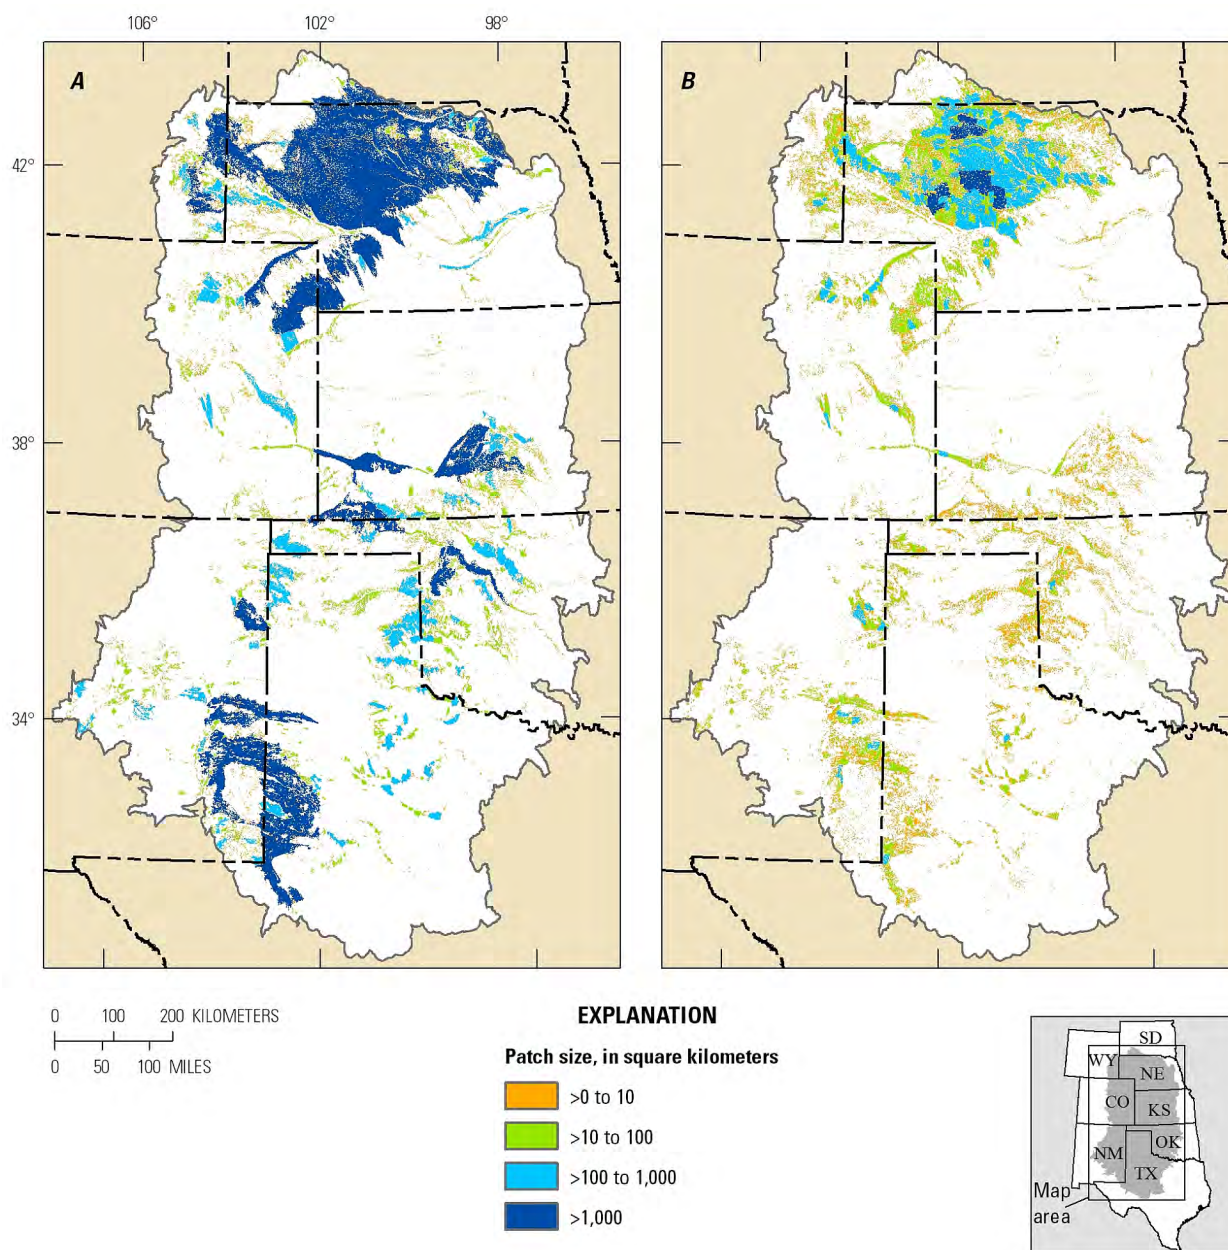 106° 102° 98°
A
B
42°
38°
34°
0 100 200 KILOMETERS
0 50 100 MILES
EXPLANATION
Patch size, in square kilometers
>0 to 10
>10 to 100
>100 to 1,000
>1,000
SD
WY
NE
CO
KS
NM
OK
TX
Map
area